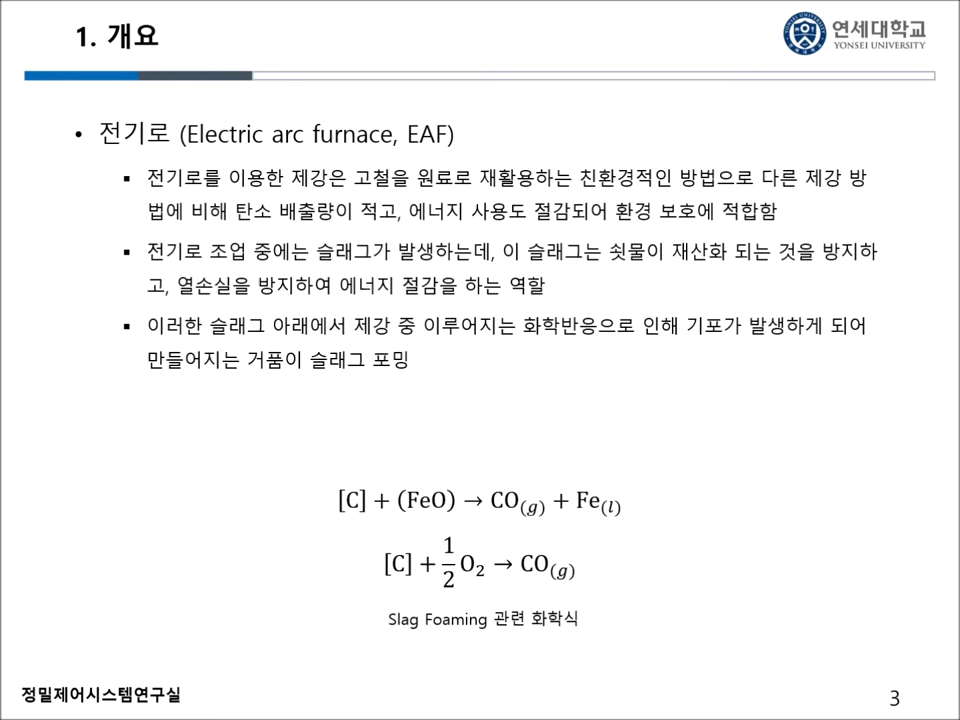 1. 개요
연세대학교
YONSEI UNIVERSITY
• 전기로 (Electric arc furnace, EAF)
▪ 전기로를 이용한 제강은 고철을 원료로 재활용하는 친환경적인 방법으로 다른 제강 방
법에 비해 탄소 배출량이 적고, 에너지 사용도 절감되어 환경 보호에 적합함
▪ 전기로 조업 중에는 슬래그가 발생하는데, 이 슬래그는 쇳물이 재산화 되는 것을 방지하
고, 열손실을 방지하여 에너지 절감을 하는 역할
▪ 이러한 슬래그 아래에서 제강 중 이루어지는 화학반응으로 인해 기포가 발생하게 되어
만들어지는 거품이 슬래그 포밍
[C] + (FeO) → CO(g) + Fe(l)
[C] + 1/2 O₂ → CO(g)
Slag Foaming 관련 화학식
정밀제어시스템연구실
3